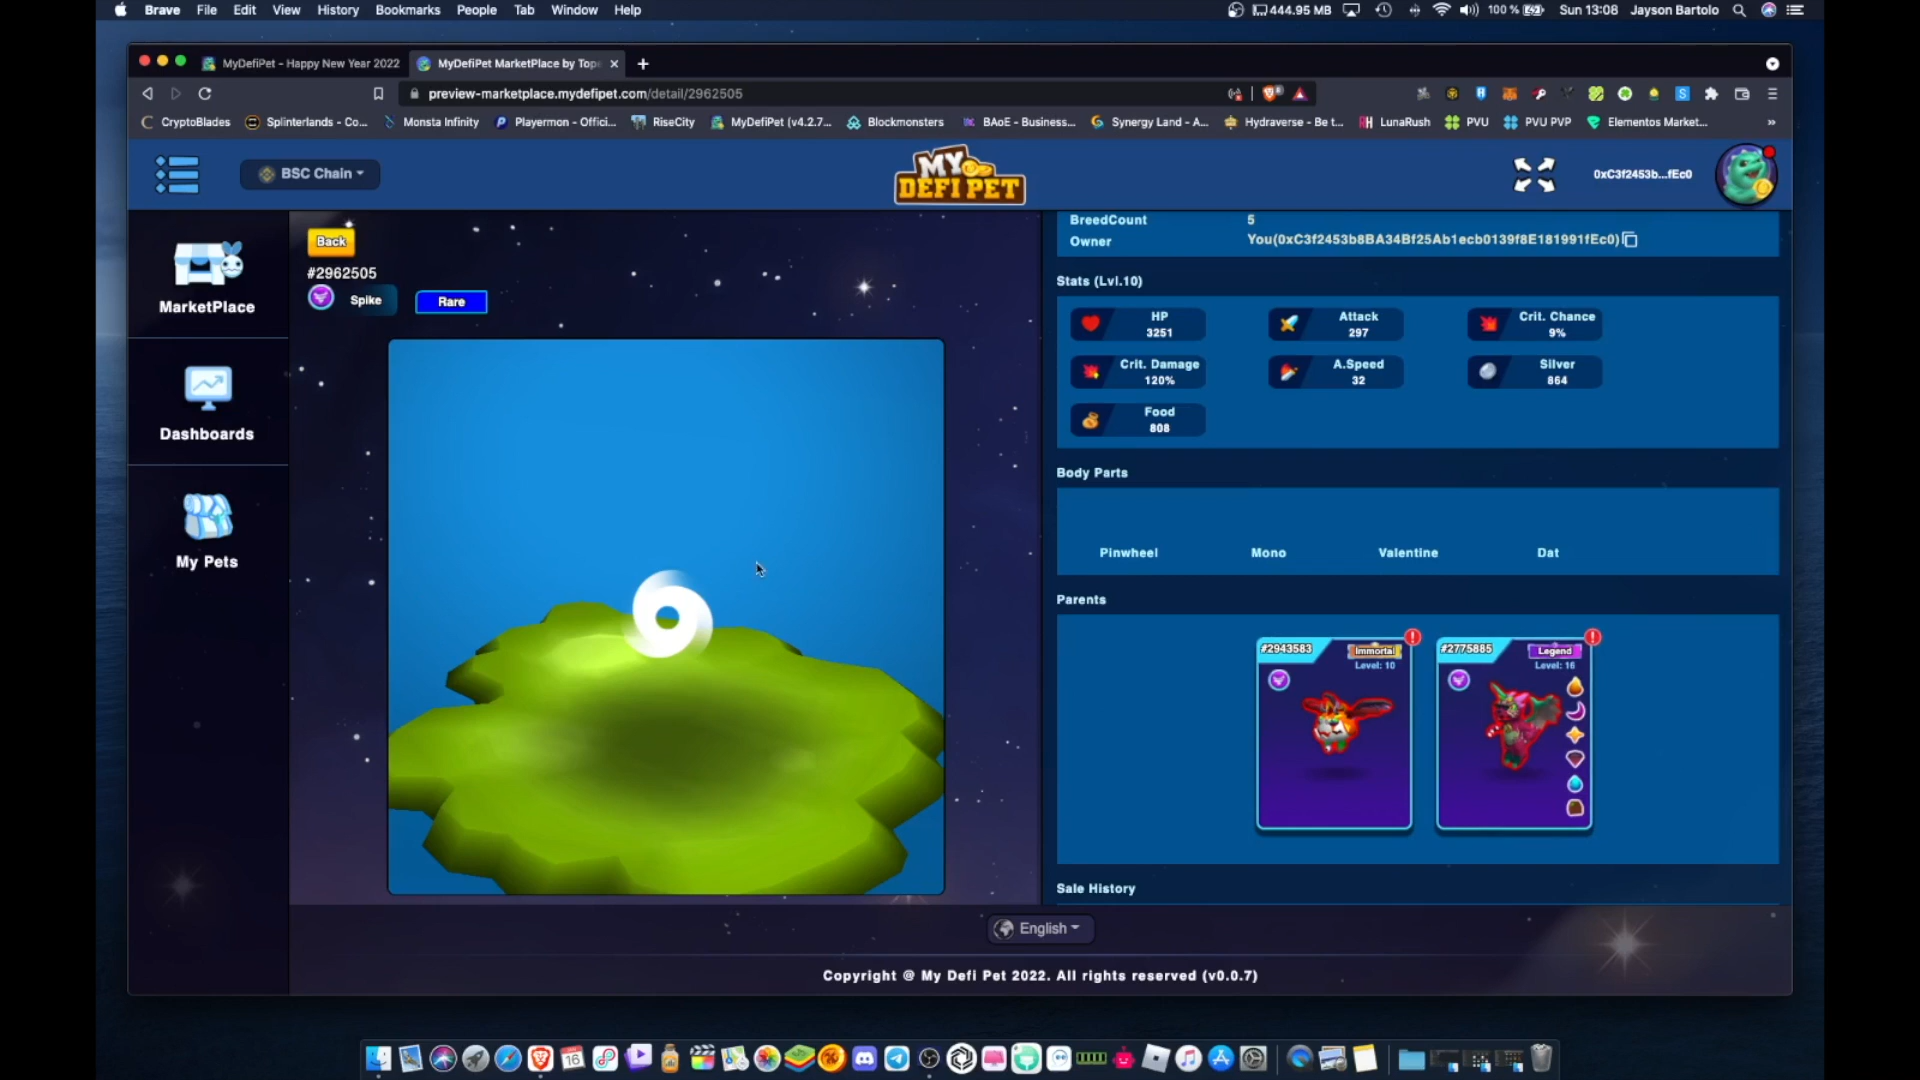 Brave File Edit View History Bookmarks People Tab Window Help 444.95 MB 100% Sun 13:08 Jayson Bartolo
MyDefiPet - Happy New Year 2022 MyDefiPet MarketPlace by Tope
preview-marketplace.mydefipet.com/detail/2962505
CryptoBlades Splinterlands - Co... Monsta Infinity Playermon - Offici... RiseCity MyDefiPet (v4.2.7... Blockmonsters BAoE - Business... Synergy Land - A... Hydraverse - Be t... LunaRush PVU PVU PVP Elementos Market...
BSC Chain
MY DEFI PET
0xC3f2453b...fEc0
MarketPlace
Dashboards
My Pets
Back
#2962505
Spike Rare
BreedCount 5
Owner You(0xC3f2453b8BA34Bf25Ab1ecb0139f8E181991fEc0)
Stats (Lvl.10)
HP Attack Crit. Chance
3251 297 9%
Crit. Damage A.Speed Silver
120% 32 864
Food
808
Body Parts
Pinwheel Mono Valentine Dat
Parents
#2943583 Immortal #2775885 Legend
Level: 10 Level: 16
Sale History
English
Copyright @ My Defi Pet 2022. All rights reserved (v0.0.7)
16